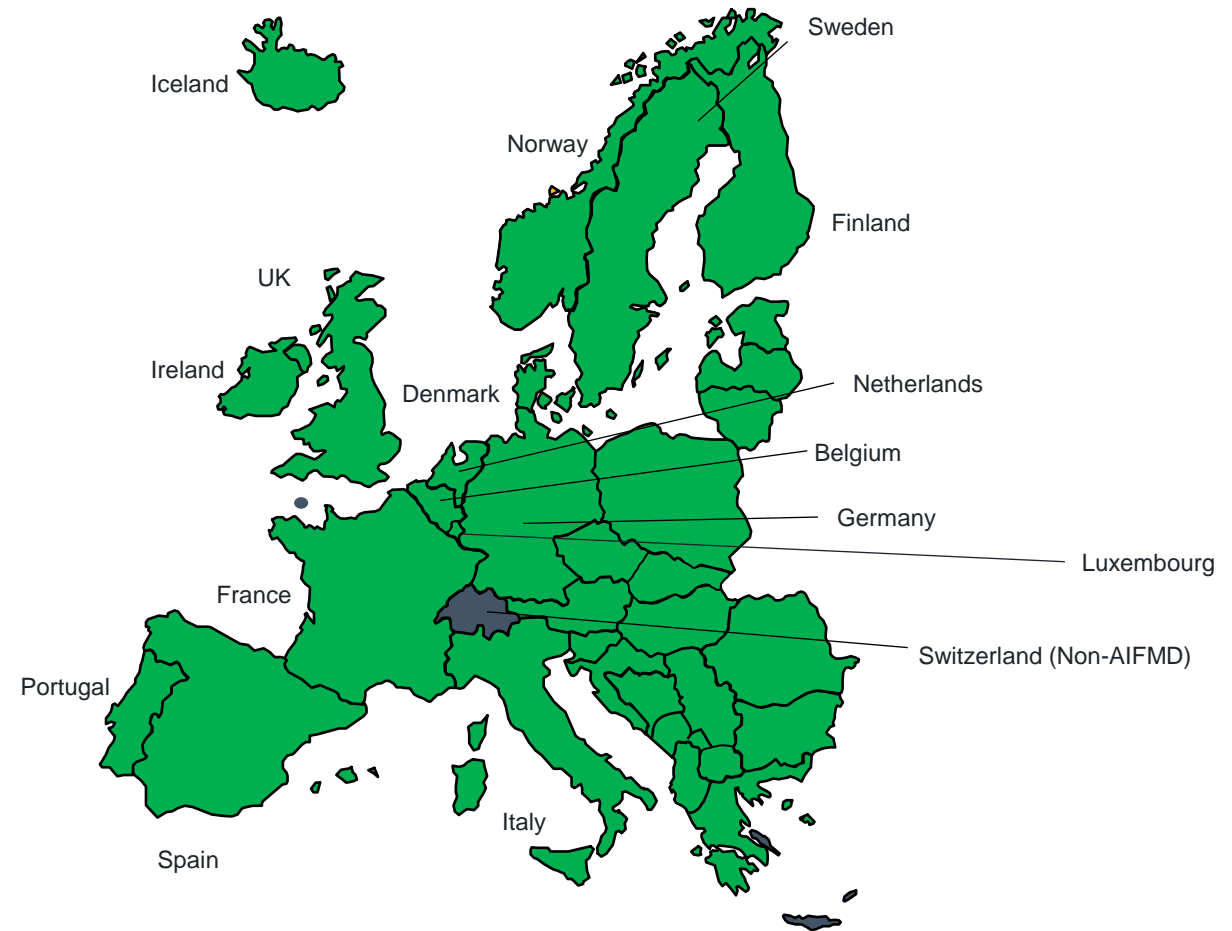 Sweden
Iceland
Norway
Finland
UK
Ireland
Denmark
Netherlands
Belgium
Germany
Luxembourg
France
Switzerland (Non-AIFMD)
Portugal
Italy
Spain